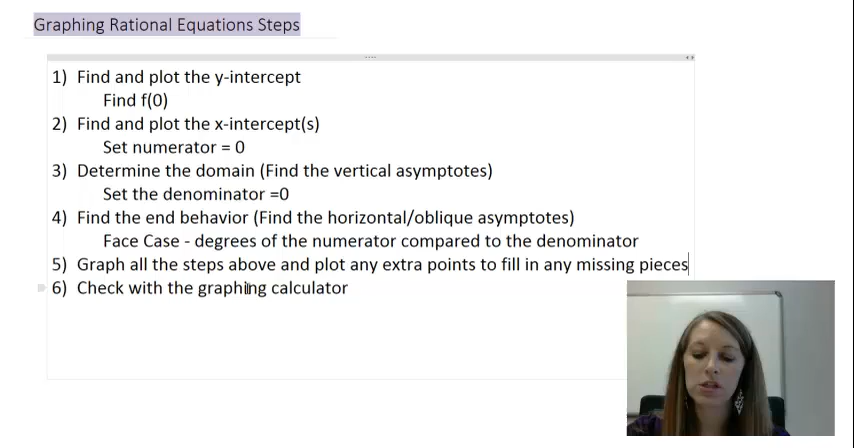 Graphing Rational Equations Steps
1) Find and plot the y-intercept
Find f(0)
2) Find and plot the x-intercept(s)
Set numerator = 0
3) Determine the domain (Find the vertical asymptotes)
Set the denominator =0
4) Find the end behavior (Find the horizontal/oblique asymptotes)
Face Case - degrees of the numerator compared to the denominator
5) Graph all the steps above and plot any extra points to fill in any missing pieces
6) Check with the graphing calculator